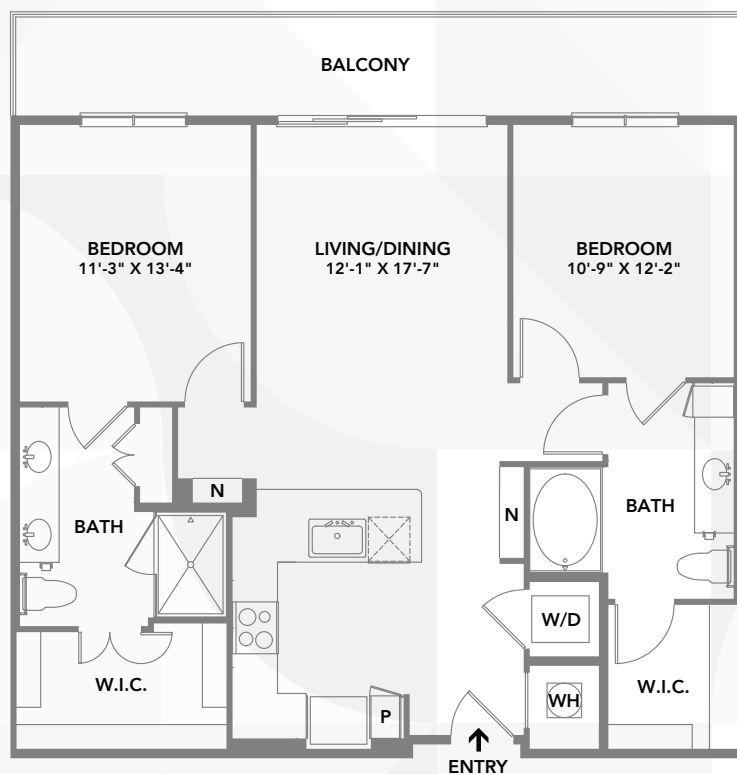 BALCONY
BEDROOM
11'-3" X 13'-4"
LIVING/DINING
12'-1" X 17'-7"
BEDROOM
10'-9" X 12'-2"
N
N
BATH
BATH
W/D
W.I.C.
W.I.C.
WH
P
ENTRY